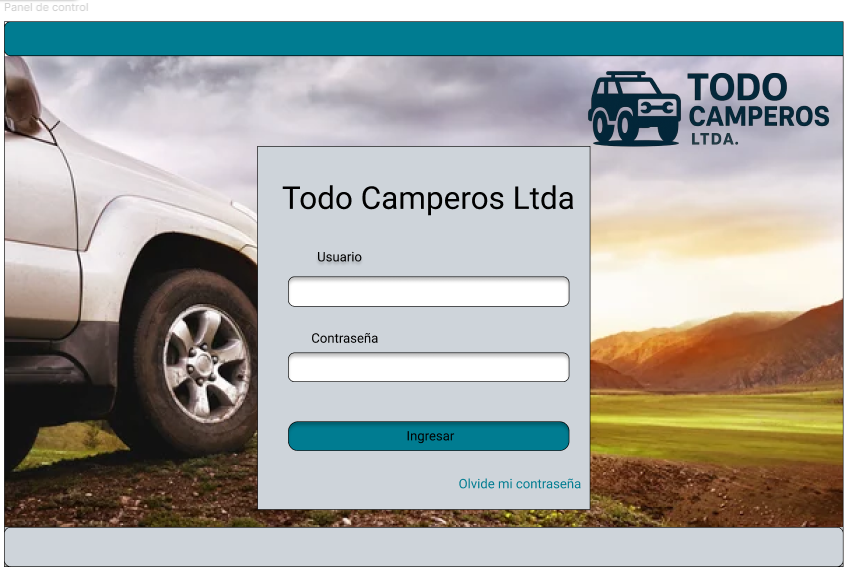 Panel de control
TODO
CAMPEROS
LTDA.
Todo Camperos Ltda
Usuario
Contraseña
Ingresar
Olvide mi contraseña